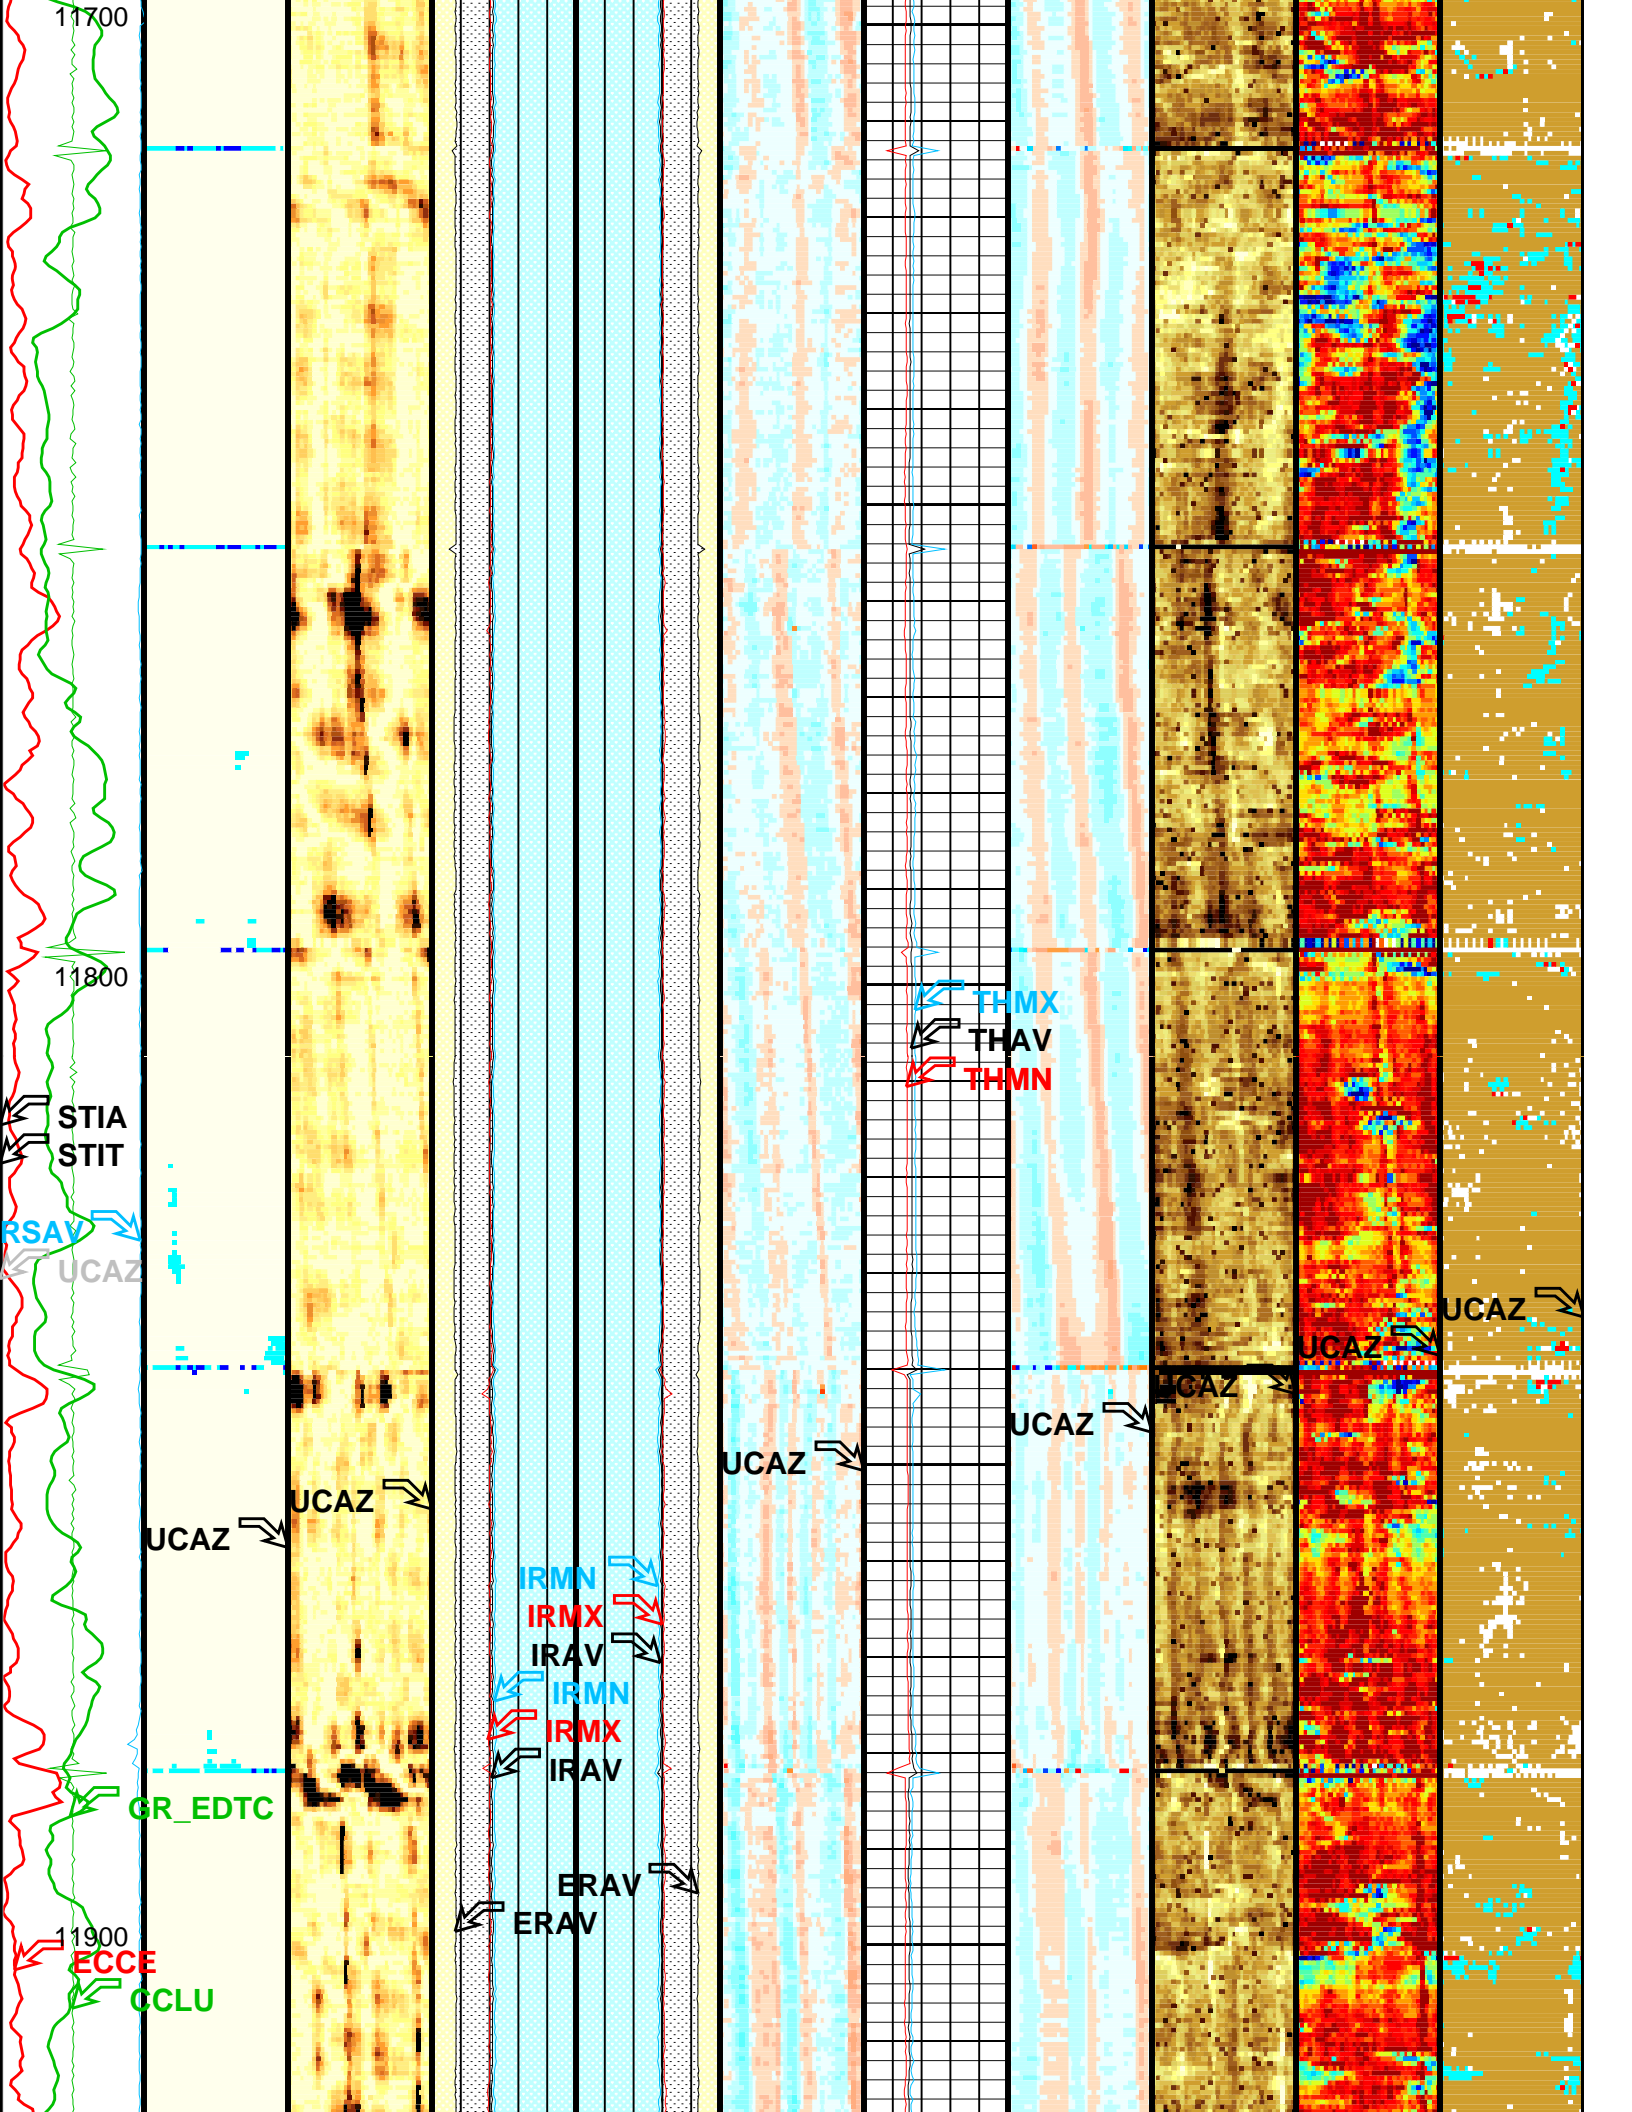 11700
11800
THMX
THAV
THMN
STIA
STIT
RSAV
UCAZ
UCAZ
UCAZ
UCAZ
UCAZ
UCAZ
UCAZ
UCAZ
IRMN
IRMX
IRAV
IRMN
IRMX
IRAV
GR_EDTC
ERAV
ERAV
11900
ECCE
CCLU